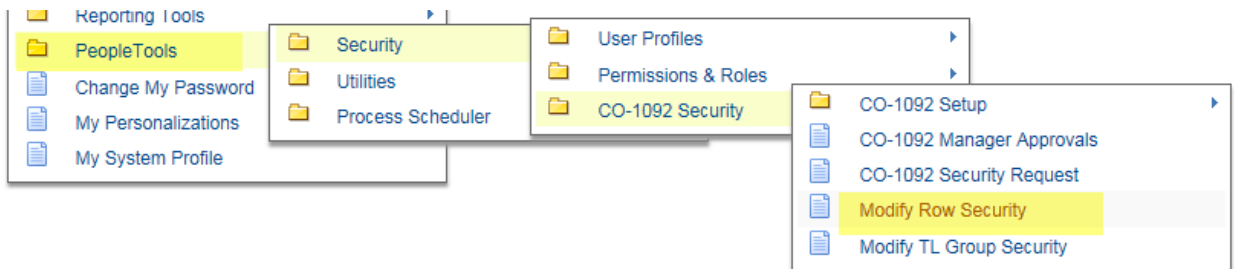 Reporting Tools
PeopleTools
Change My Password
My Personalizations
My System Profile
Security
Utilities
Process Scheduler
User Profiles
Permissions & Roles
CO-1092 Security
CO-1092 Setup
CO-1092 Manager Approvals
CO-1092 Security Request
Modify Row Security
Modify TL Group Security